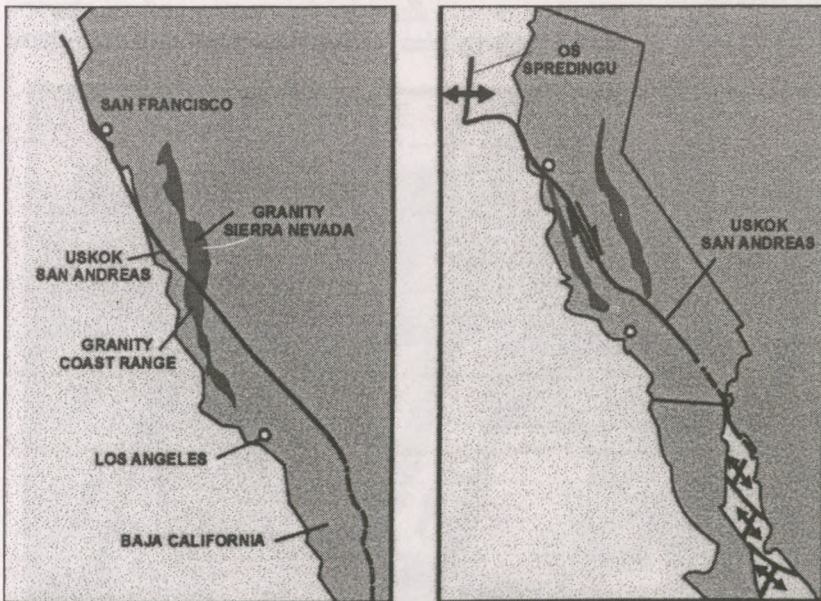 SAN FRANCISCO
GRANITY
SIERRA NEVADA
USKOK
SAN ANDREAS
GRANITY
COAST RANGE
LOS ANGELES
BAJA CALIFORNIA
OŚ
SPREDINGU
USKOK
SAN ANDREAS